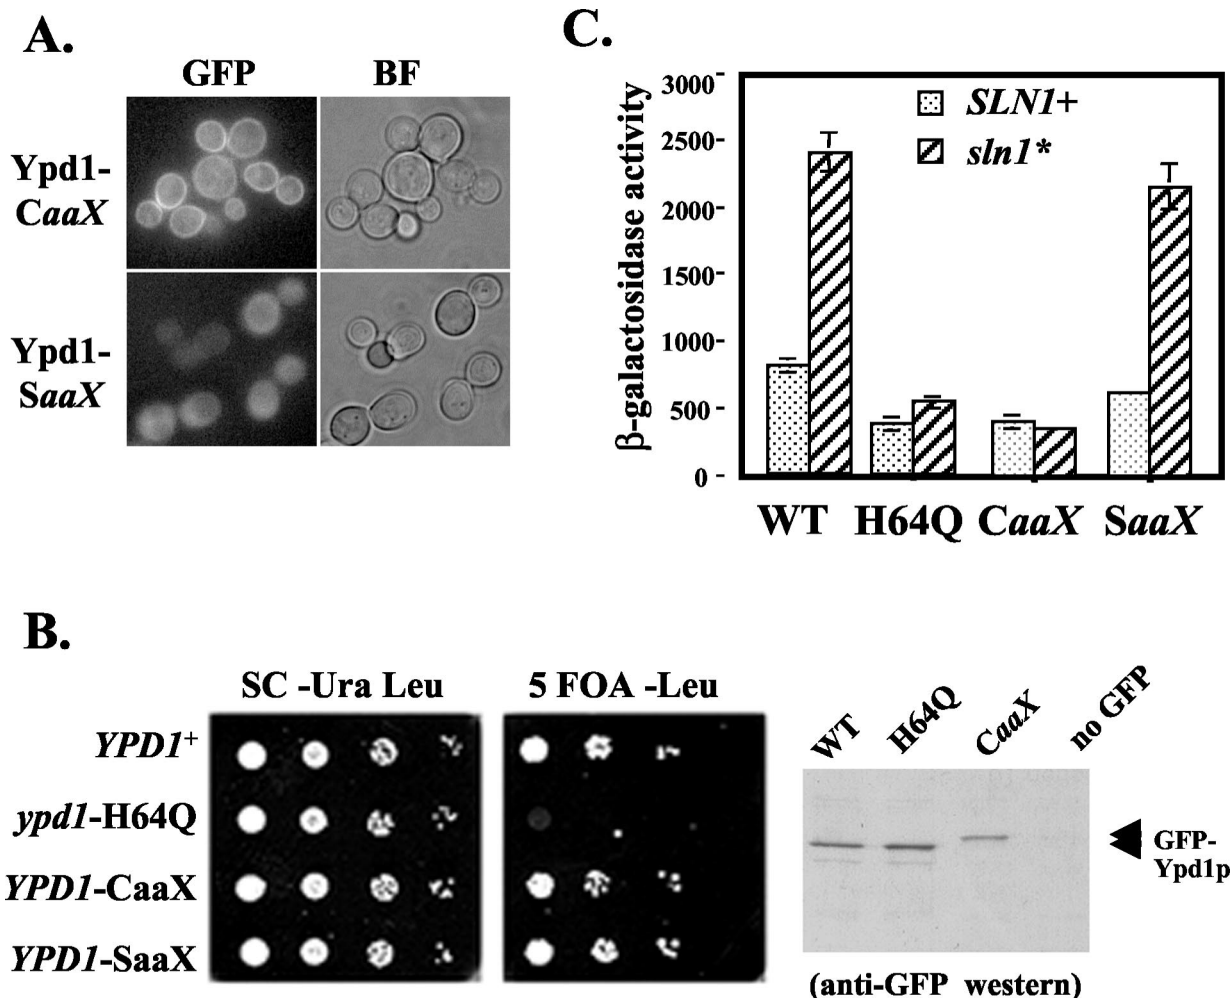 A.
GFP BF
Ypd1-
CaaX
Ypd1-
SaaX
C.
β-galactosidase activity
3000
2500
2000
1500
1000
500
0
SLN1+
sln1*
WT H64Q CaaX SaaX
B.
SC -Ura Leu 5 FOA -Leu
YPD1+
ypd1-H64Q
YPD1-CaaX
YPD1-SaaX
WT H64Q CaaX no GFP
GFP-
Ypd1p
(anti-GFP western)